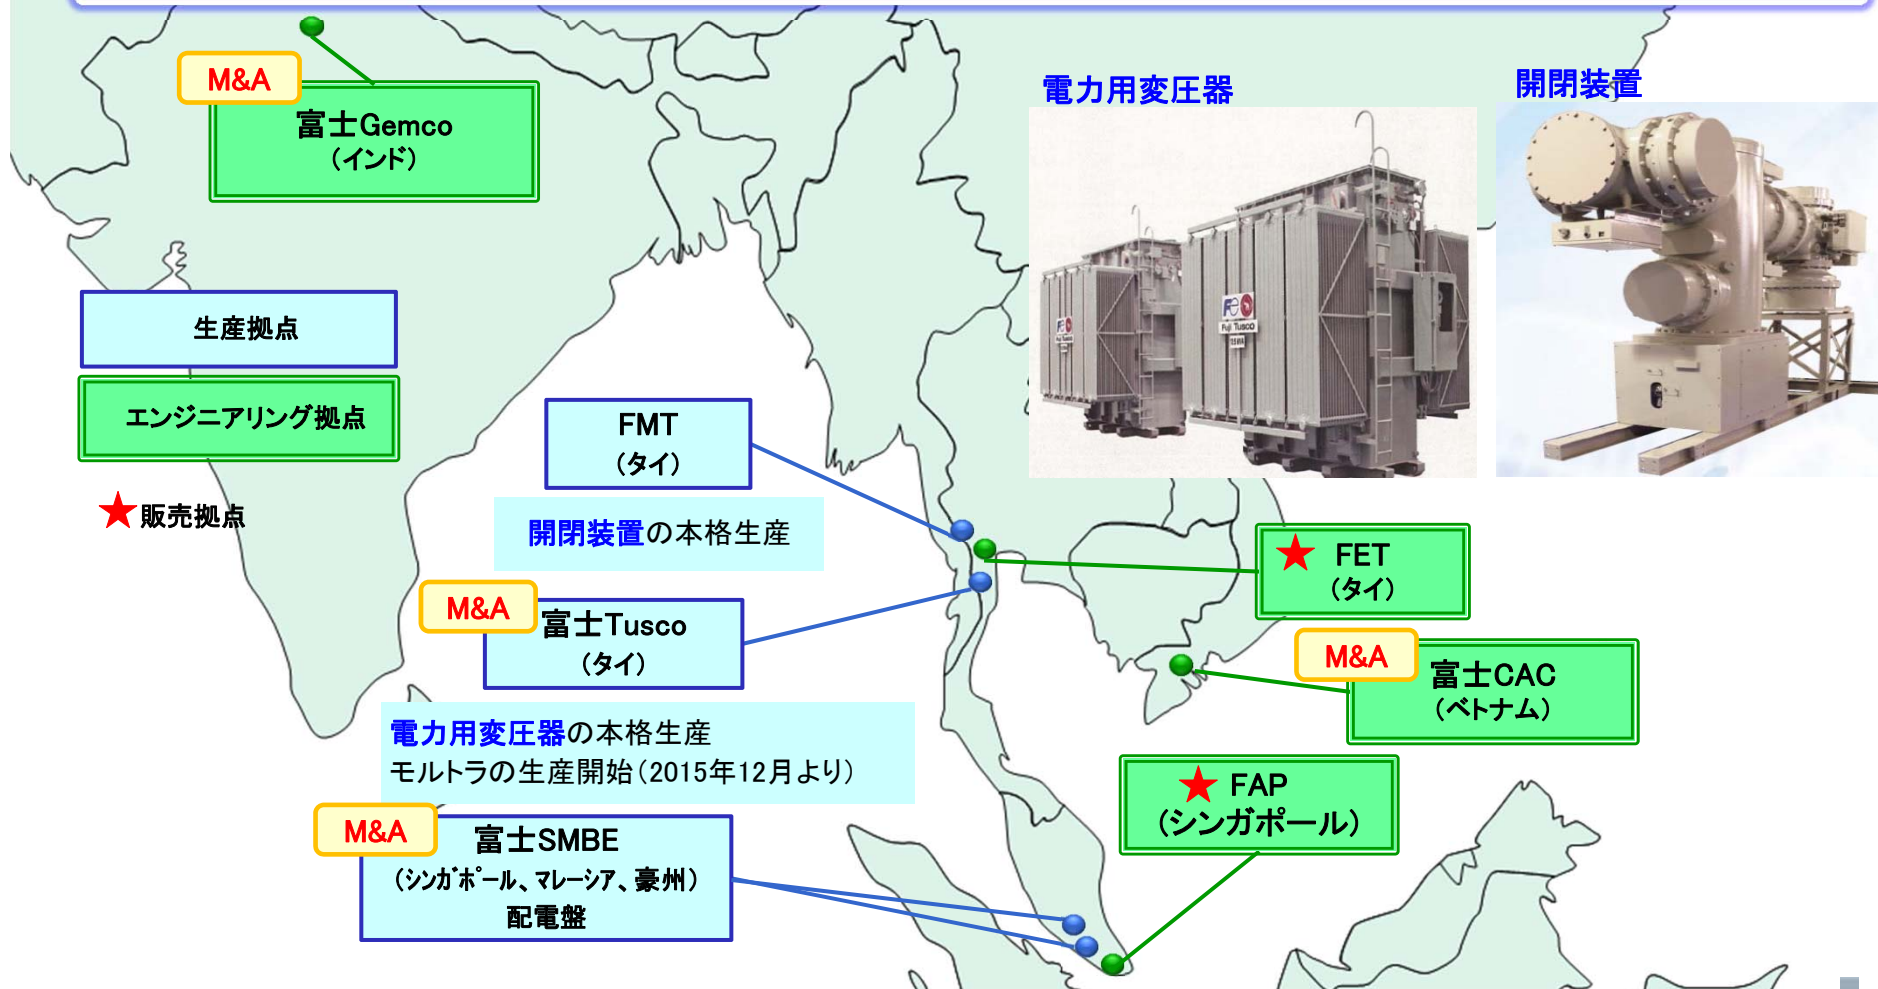 M&A
富士Gemco
（インド）
電力用変圧器
開閉装置
Fe
Fuji Tusco
Fe
Fuji Tusco
生産拠点
エンジニアリング拠点
★販売拠点
FMT
（タイ）
開閉装置の本格生産
★ FET
（タイ）
M&A
富士Tusco
（タイ）
M&A
富士CAC
（ベトナム）
電力用変圧器の本格生産
モルトラの生産開始（2015年12月より）
★ FAP
（シンガポール）
M&A
富士SMBE
（ｼﾝｶﾞﾎﾟｰﾙ、ﾏﾚｰｼｱ、豪州）
配電盤